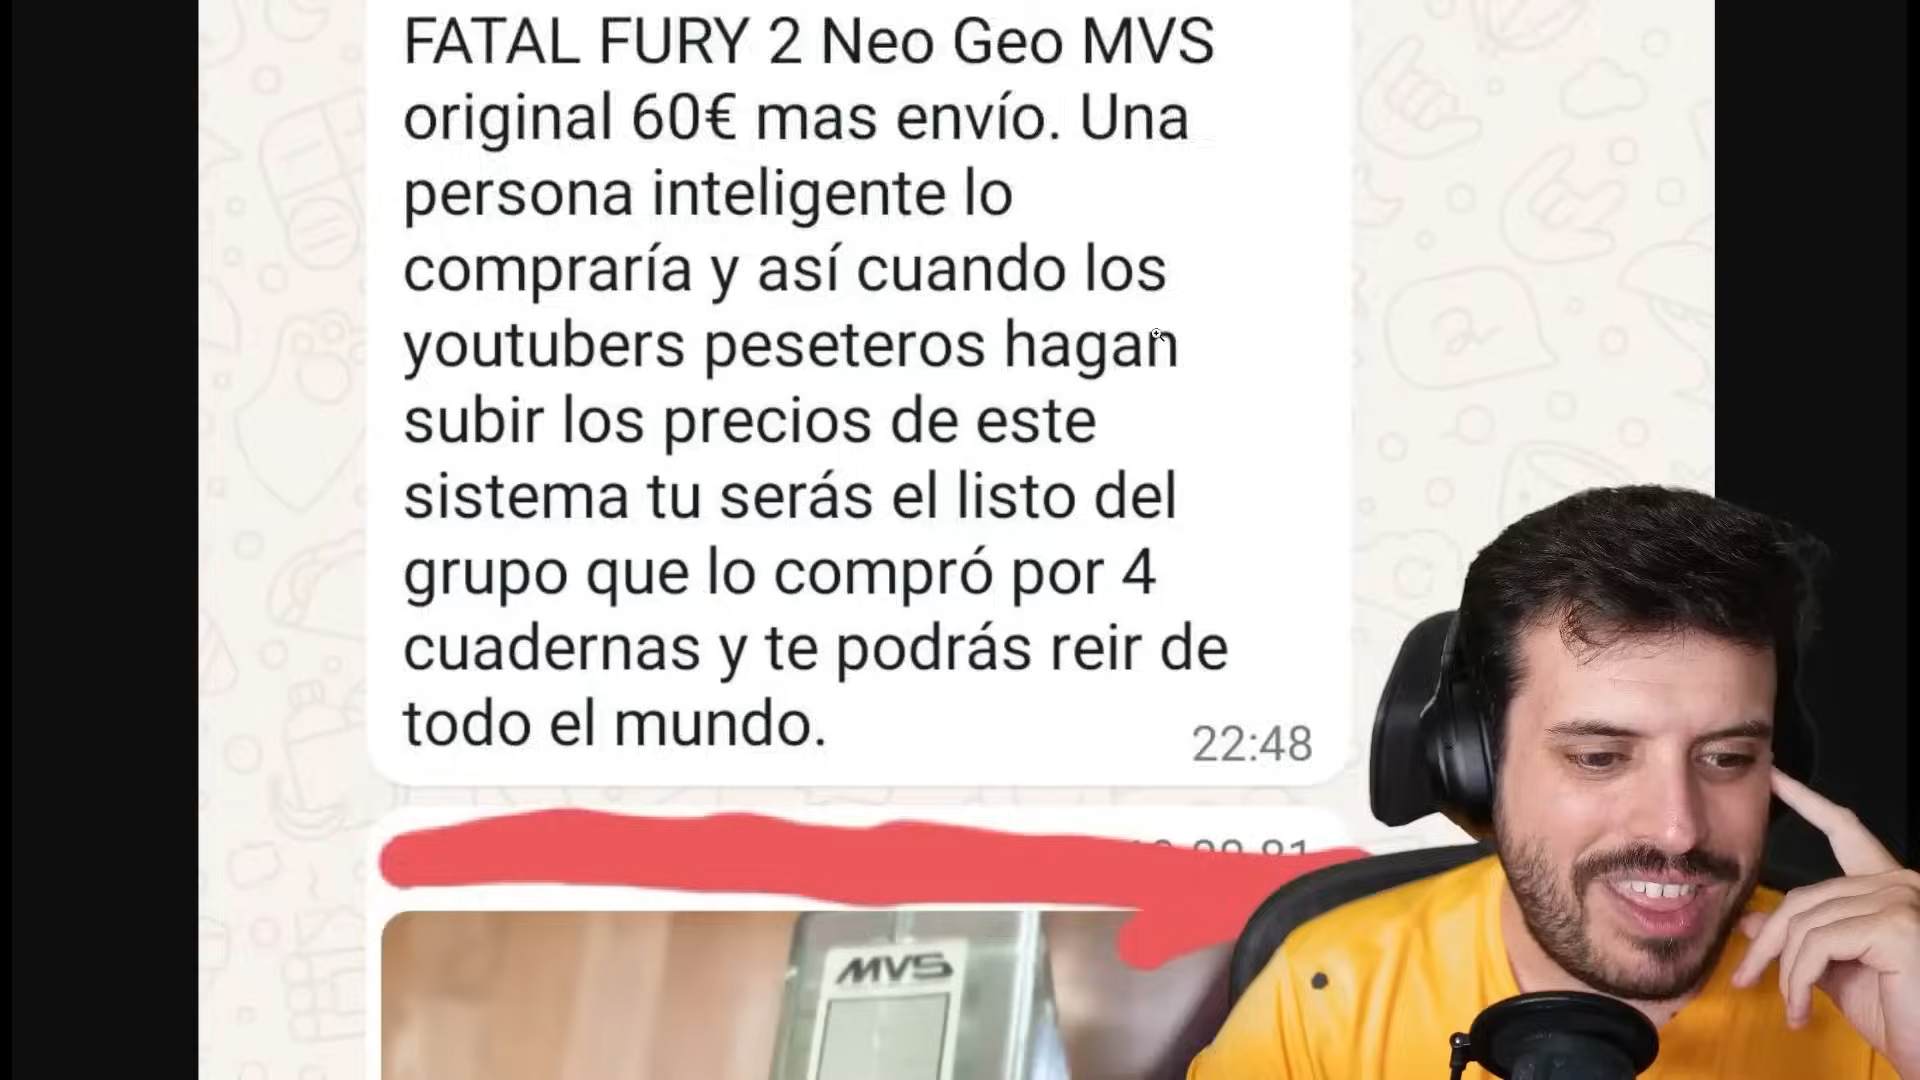 FATAL FURY 2 Neo Geo MVS
original 60€ mas envío. Una
persona inteligente lo
compraría y así cuando los
youtubers peseteros hagan
subir los precios de este
sistema tu serás el listo del
grupo que lo compró por 4
cuadernas y te podrás reir de
todo el mundo.
22:48
MVS